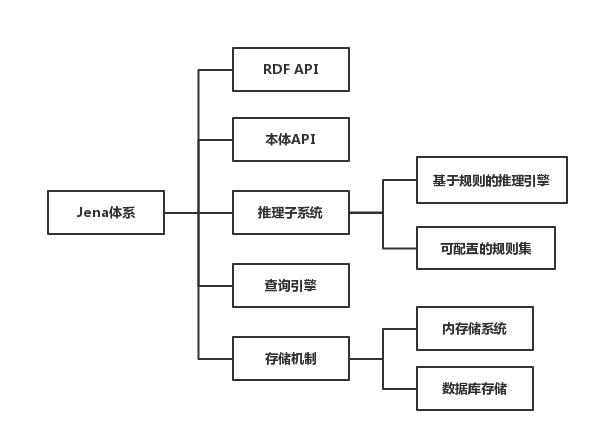 RDF API
本体API
基于规则的推理引擎
Jena体系
推理子系统
可配置的规则集
查询引擎
内存储系统
存储机制
数据库存储